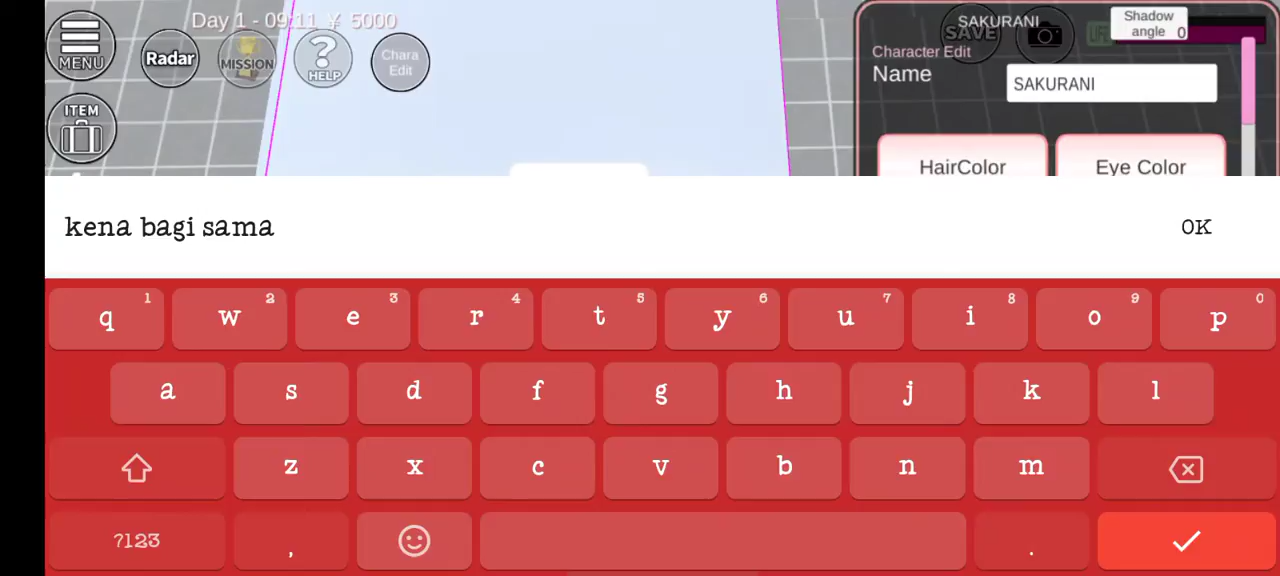 Day 1 - 09:11 ¥ 5000
MENU
Radar
MISSION
? HELP
Chara
Edit
ITEM
SAKURANI
SAVE
Shadow
angle 0
Character Edit
Name
SAKURANI
HairColor
Eye Color
kena bagi sama
OK
q 1 w 2 e 3 r 4 t 5 y 6 u 7 i 8 o 9 p 0
a s d f g h j k l
z x c v b n m
?123 , .